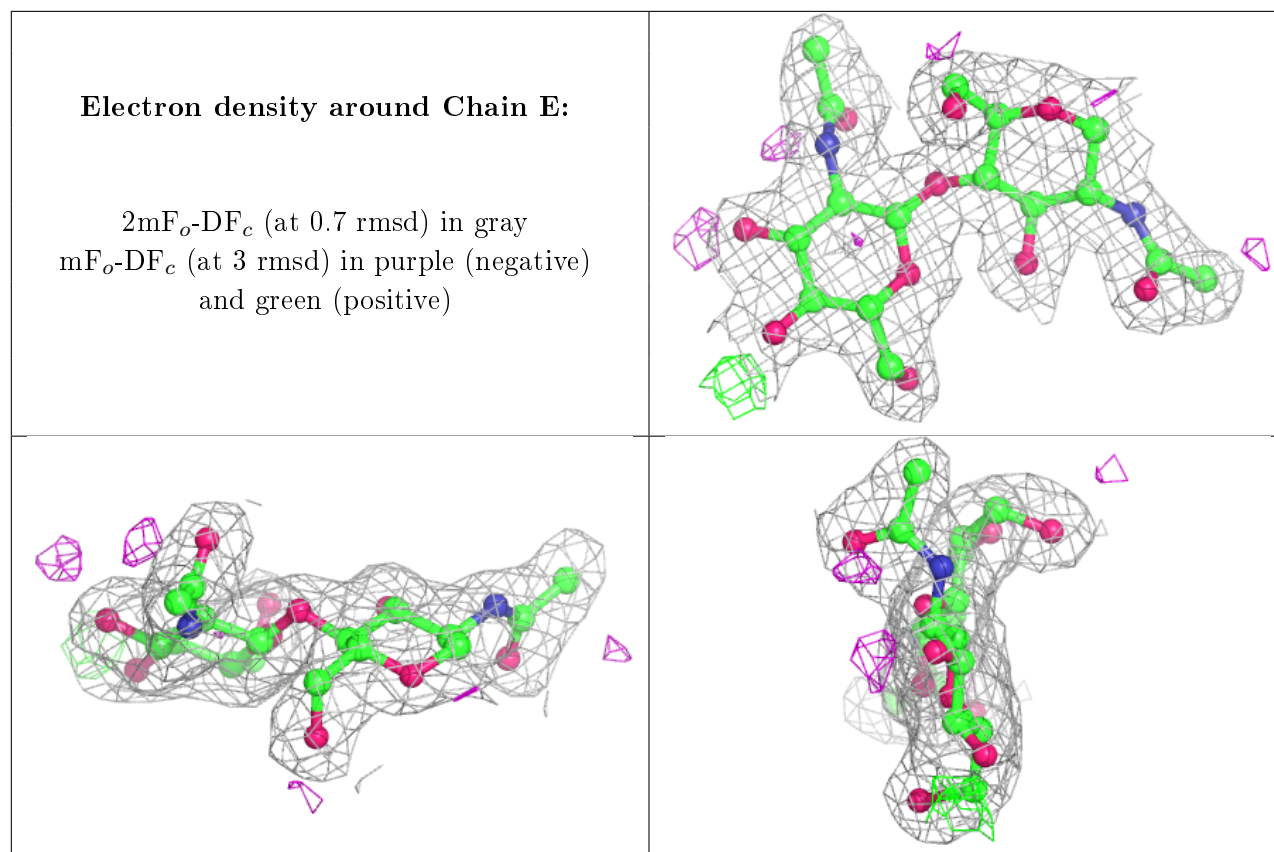 Electron density around Chain E:
2mFo-DFc (at 0.7 rmsd) in gray
mFo-DFc (at 3 rmsd) in purple (negative)
and green (positive)